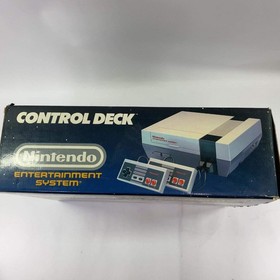 CONTROL DECK
Nintendo
ENTERTAINMENT
SYSTEM